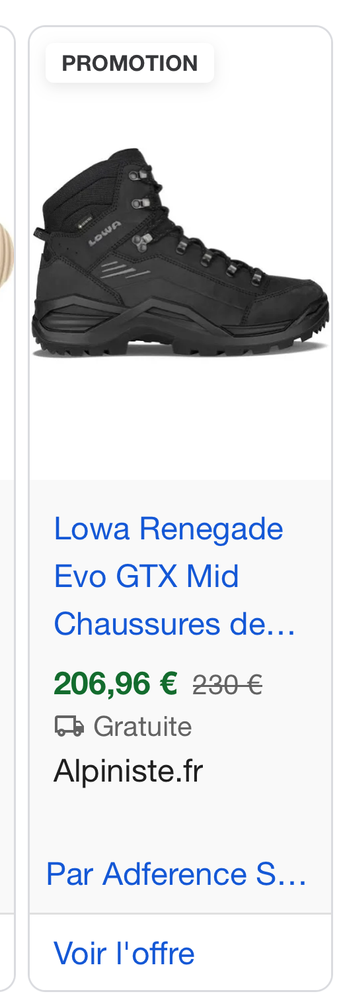 PROMOTION
LOWA
Lowa Renegade
Evo GTX Mid
Chaussures de...
206,96 € 230 €
Gratuite
Alpiniste.fr
Par Adference S...
Voir l'offre